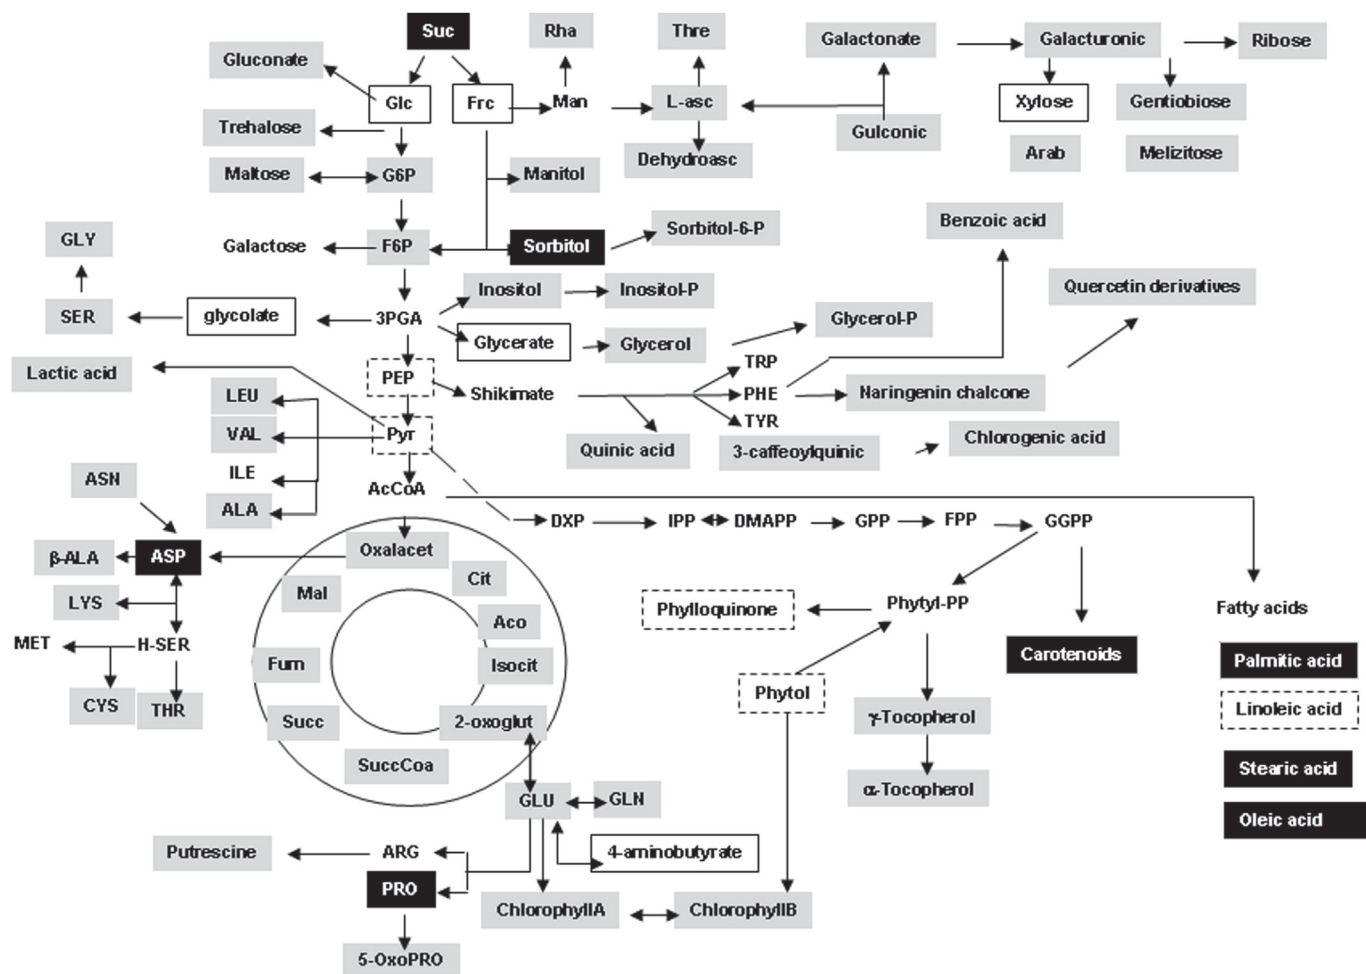 Suc
Rha
Thre
Galactonate
Galacturonic
Ribose
Gluconate
Glc
Frc
Man
L-asc
Xylose
Gentiobiose
Trehalose
Gulconic
Dehydroasc
Arab
Melizitose
Maltose
G6P
Manitol
Benzoic acid
Sorbitol-6-P
GLY
Galactose
F6P
Sorbitol
Quercetin derivatives
Inositol
Inositol-P
SER
glycolate
3PGA
Glycerol-P
Glycerate
Glycerol
Lactic acid
PEP
TRP
LEU
Shikimate
PHE
Naringenin chalcone
TYR
VAL
Pyr
Chlorogenic acid
Quinic acid
3-caffeoylquinic
ILE
ASN
AcCoA
ALA
DXP
IPP
DMAPP
GPP
FPP
GGPP
β-ALA
ASP
Oxalacet
Cit
Mal
LYS
Phylloquinone
Phytyl-PP
Fatty acids
Aco
MET
H-SER
Fum
Isocit
Carotenoids
Palmitic acid
Phytol
CYS
THR
Succ
2-oxoglut
γ-Tocopherol
Linoleic acid
SuccCoa
Stearic acid
α-Tocopherol
GLU
GLN
Oleic acid
Putrescine
ARG
4-aminobutyrate
PRO
ChlorophyllA
ChlorophyllB
5-OxoPRO